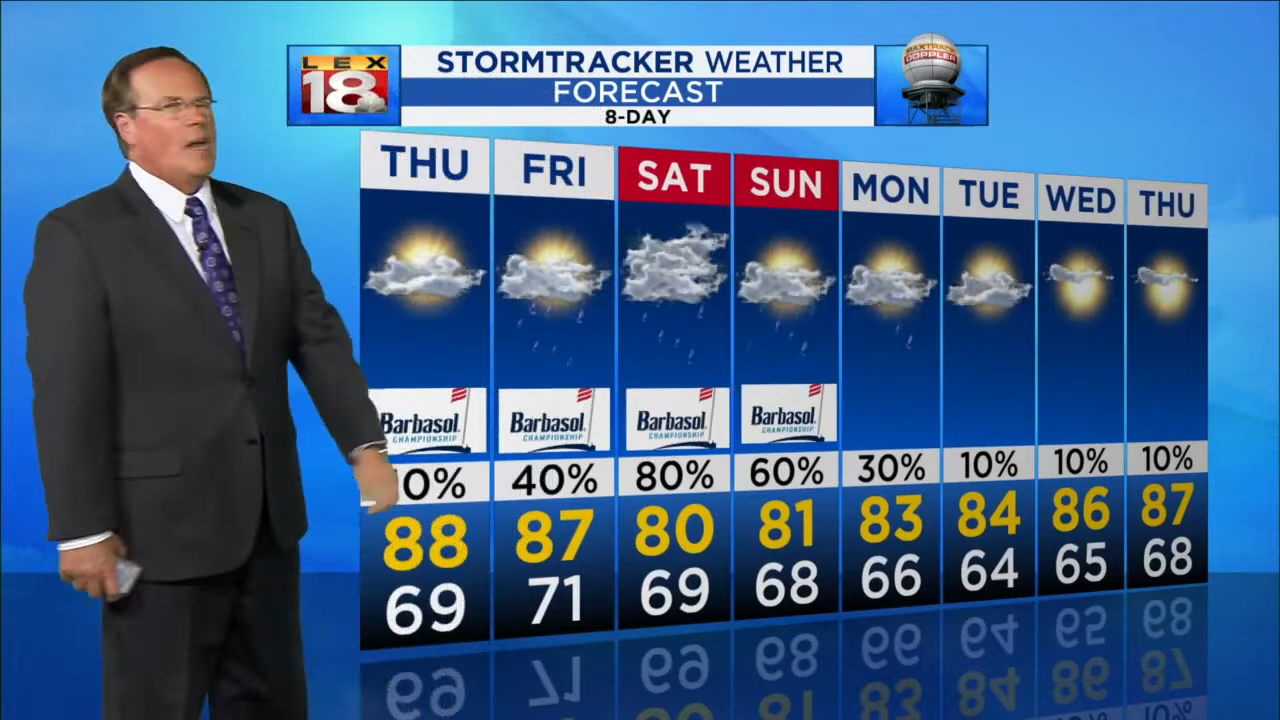 LEX
18
STORMTRACKER WEATHER
FORECAST
8-DAY
MAXTRACK
DOPPLER
THU FRI SAT SUN MON TUE WED THU
Barbasol Barbasol Barbasol Barbasol
CHAMPIONSHIP CHAMPIONSHIP CHAMPIONSHIP CHAMPIONSHIP
10% 40% 80% 60% 30% 10% 10% 10%
88 87 80 81 83 84 86 87
69 71 69 68 66 64 65 68